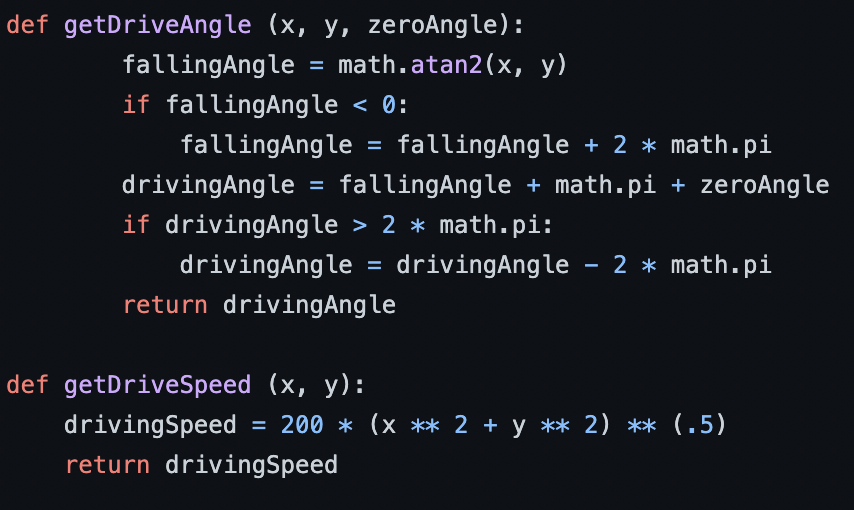 def getDriveAngle (x, y, zeroAngle):
        fallingAngle = math.atan2(x, y)
        if fallingAngle < 0:
            fallingAngle = fallingAngle + 2 * math.pi
        drivingAngle = fallingAngle + math.pi + zeroAngle
        if drivingAngle > 2 * math.pi:
            drivingAngle = drivingAngle - 2 * math.pi
        return drivingAngle

def getDriveSpeed (x, y):
    drivingSpeed = 200 * (x ** 2 + y ** 2) ** (.5)
    return drivingSpeed